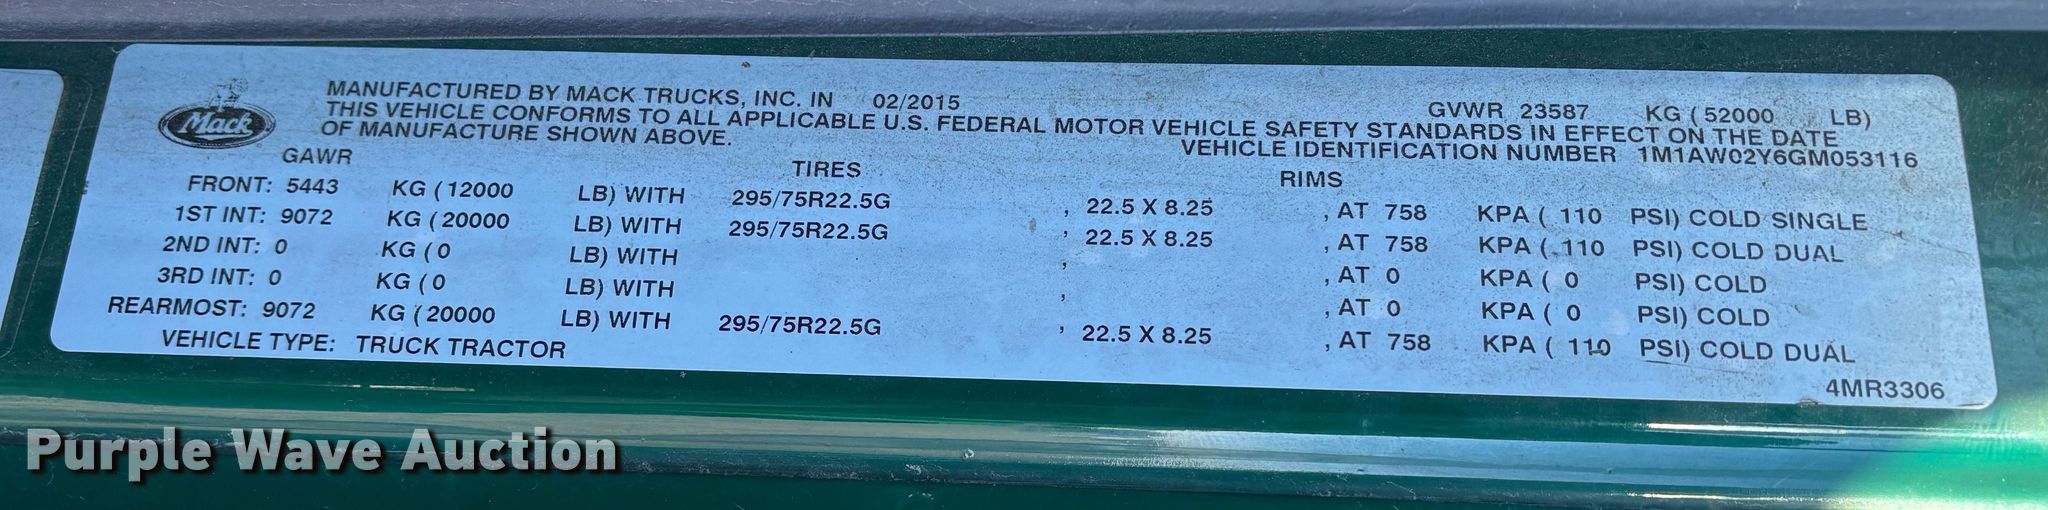 Mack
MANUFACTURED BY MACK TRUCKS, INC. IN 02/2015 GVWR 23587 KG ( 52000 LB)
THIS VEHICLE CONFORMS TO ALL APPLICABLE U.S. FEDERAL MOTOR VEHICLE SAFETY STANDARDS IN EFFECT ON THE DATE
OF MANUFACTURE SHOWN ABOVE. VEHICLE IDENTIFICATION NUMBER 1M1AW02Y6GM053116
GAWR TIRES RIMS
FRONT: 5443 KG ( 12000 LB) WITH 295/75R22.5G , 22.5 X 8.25 , AT 758 KPA ( 110 PSI) COLD SINGLE
1ST INT: 9072 KG ( 20000 LB) WITH 295/75R22.5G , 22.5 X 8.25 , AT 758 KPA ( 110 PSI) COLD DUAL
2ND INT: 0 KG ( 0 LB) WITH , , AT 0 KPA ( 0 PSI) COLD
3RD INT: 0 KG ( 0 LB) WITH , , AT 0 KPA ( 0 PSI) COLD
REARMOST: 9072 KG ( 20000 LB) WITH 295/75R22.5G , 22.5 X 8.25 , AT 758 KPA ( 110 PSI) COLD DUAL
VEHICLE TYPE: TRUCK TRACTOR
4MR3306
Purple Wave Auction